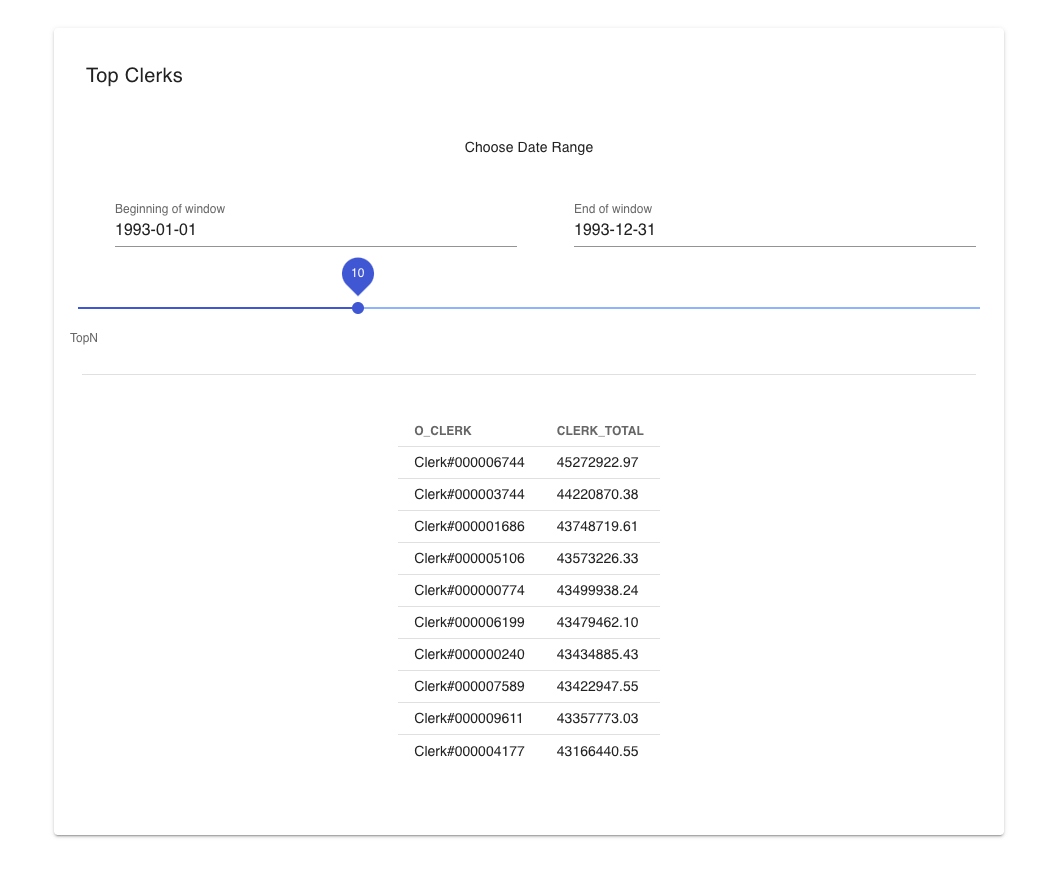 Top Clerks
Choose Date Range
Beginning of window End of window
1993-01-01 1993-12-31
10
TopN
O_CLERK CLERK_TOTAL
Clerk#000006744 45272922.97
Clerk#000003744 44220870.38
Clerk#000001686 43748719.61
Clerk#000005106 43573226.33
Clerk#000000774 43499938.24
Clerk#000006199 43479462.10
Clerk#000000240 43434885.43
Clerk#000007589 43422947.55
Clerk#000009611 43357773.03
Clerk#000004177 43166440.55